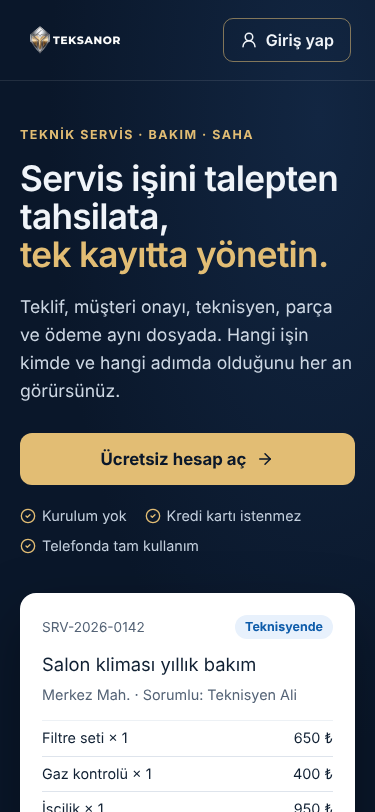 TEKSANOR
Giriş yap
TEKNİK SERVİS · BAKIM · SAHA
Servis işini talepten
tahsilata,
tek kayıtta yönetin.
Teklif, müşteri onayı, teknisyen, parça
ve ödeme aynı dosyada. Hangi işin
kimde ve hangi adımda olduğunu her an
görürsünüz.
Ücretsiz hesap aç →
Kurulum yok
Kredi kartı istenmez
Telefonda tam kullanım
SRV-2026-0142
Teknisyende
Salon kliması yıllık bakım
Merkez Mah. · Sorumlu: Teknisyen Ali
Filtre seti × 1
650 ₺
Gaz kontrolü × 1
400 ₺
İşçilik × 1
950 ₺